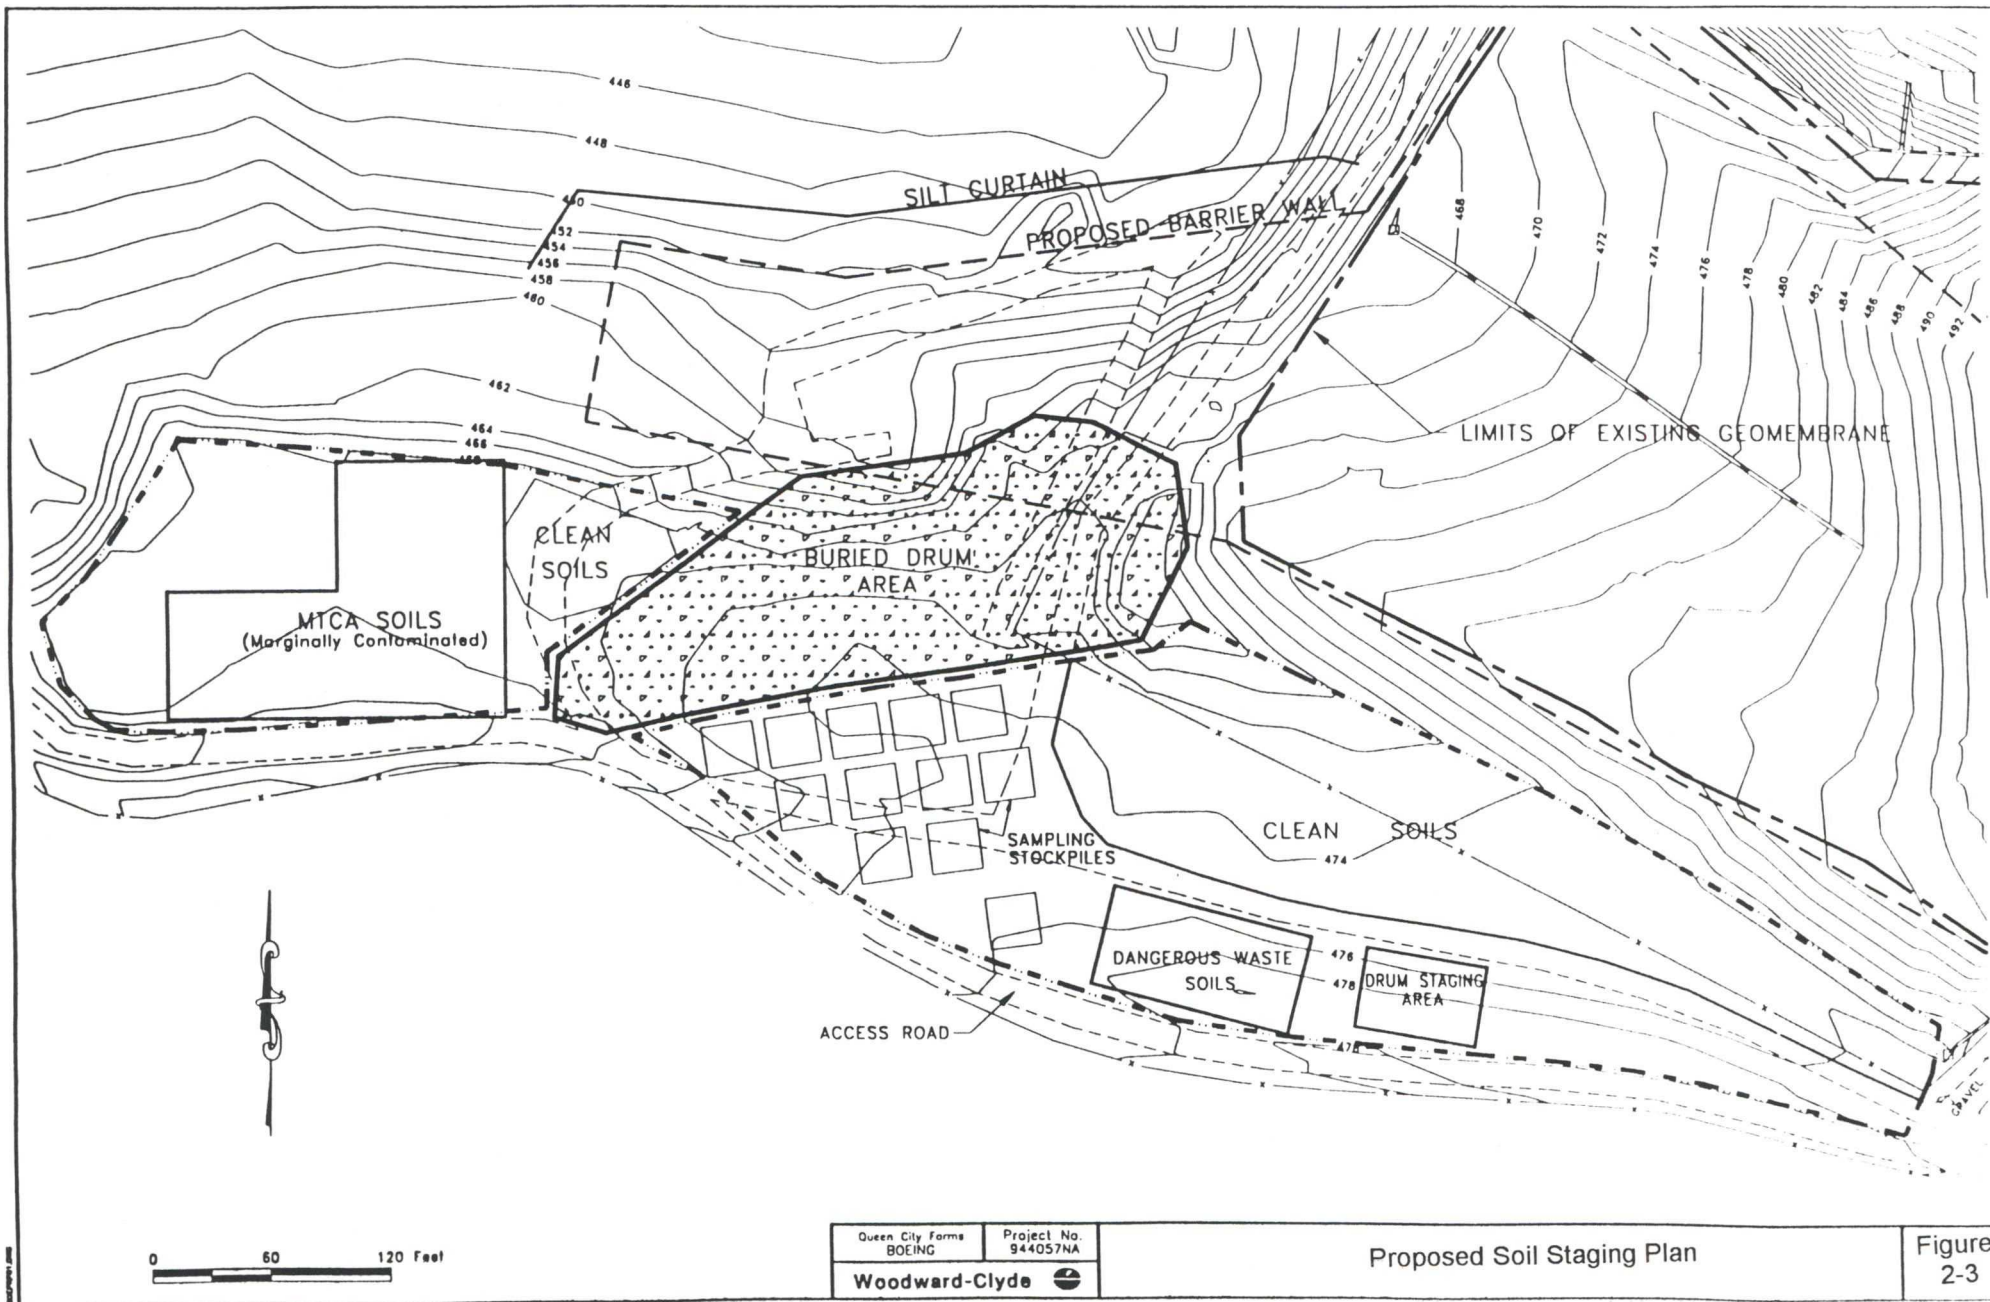 446
448
SILT CURTAIN
450
452
454
456
458
460
PROPOSED BARRIER WALL
468
470
472
474
476
478
480
482
484
486
488
490
492
462
464
466
468
LIMITS OF EXISTING GEOMEMBRANE
CLEAN
SOILS
BURIED DRUM
AREA
MTCA SOILS
(Marginally Contaminated)
SAMPLING
STOCKPILES
CLEAN SOILS
474
DANGEROUS WASTE
SOILS
476
478
DRUM STAGING
AREA
ACCESS ROAD
478
GRAVEL
0 60 120 Feet
Queen City Farms
BOEING
Project No.
944057NA
Woodward-Clyde
Proposed Soil Staging Plan
Figure
2-3